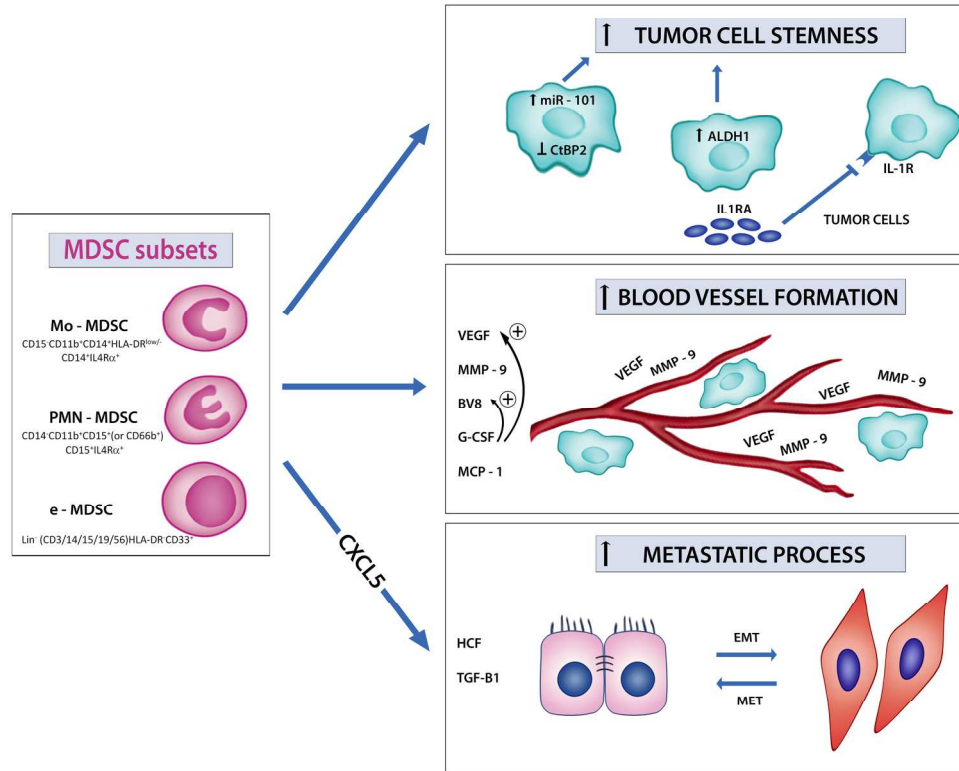 MDSC subsets
Mo - MDSC
CD15⁻CD11b⁺CD14⁺HLA-DR^low/-
CD14⁺IL4Rα⁺
PMN - MDSC
CD14⁻CD11b⁺CD15⁺(or CD66b⁺)
CD15⁺IL4Rα⁺
e - MDSC
Lin⁻ (CD3/14/15/19/56)HLA-DR⁻CD33⁺
CXCL5
↑ TUMOR CELL STEMNESS
↑ miR - 101
⊥ CtBP2
↑ ALDH1
IL-1R
IL1RA
TUMOR CELLS
↑ BLOOD VESSEL FORMATION
VEGF
MMP - 9
BV8
G-CSF
MCP - 1
+
+
VEGF MMP - 9
VEGF MMP - 9
VEGF MMP - 9
↑ METASTATIC PROCESS
HCF
TGF-B1
EMT
MET